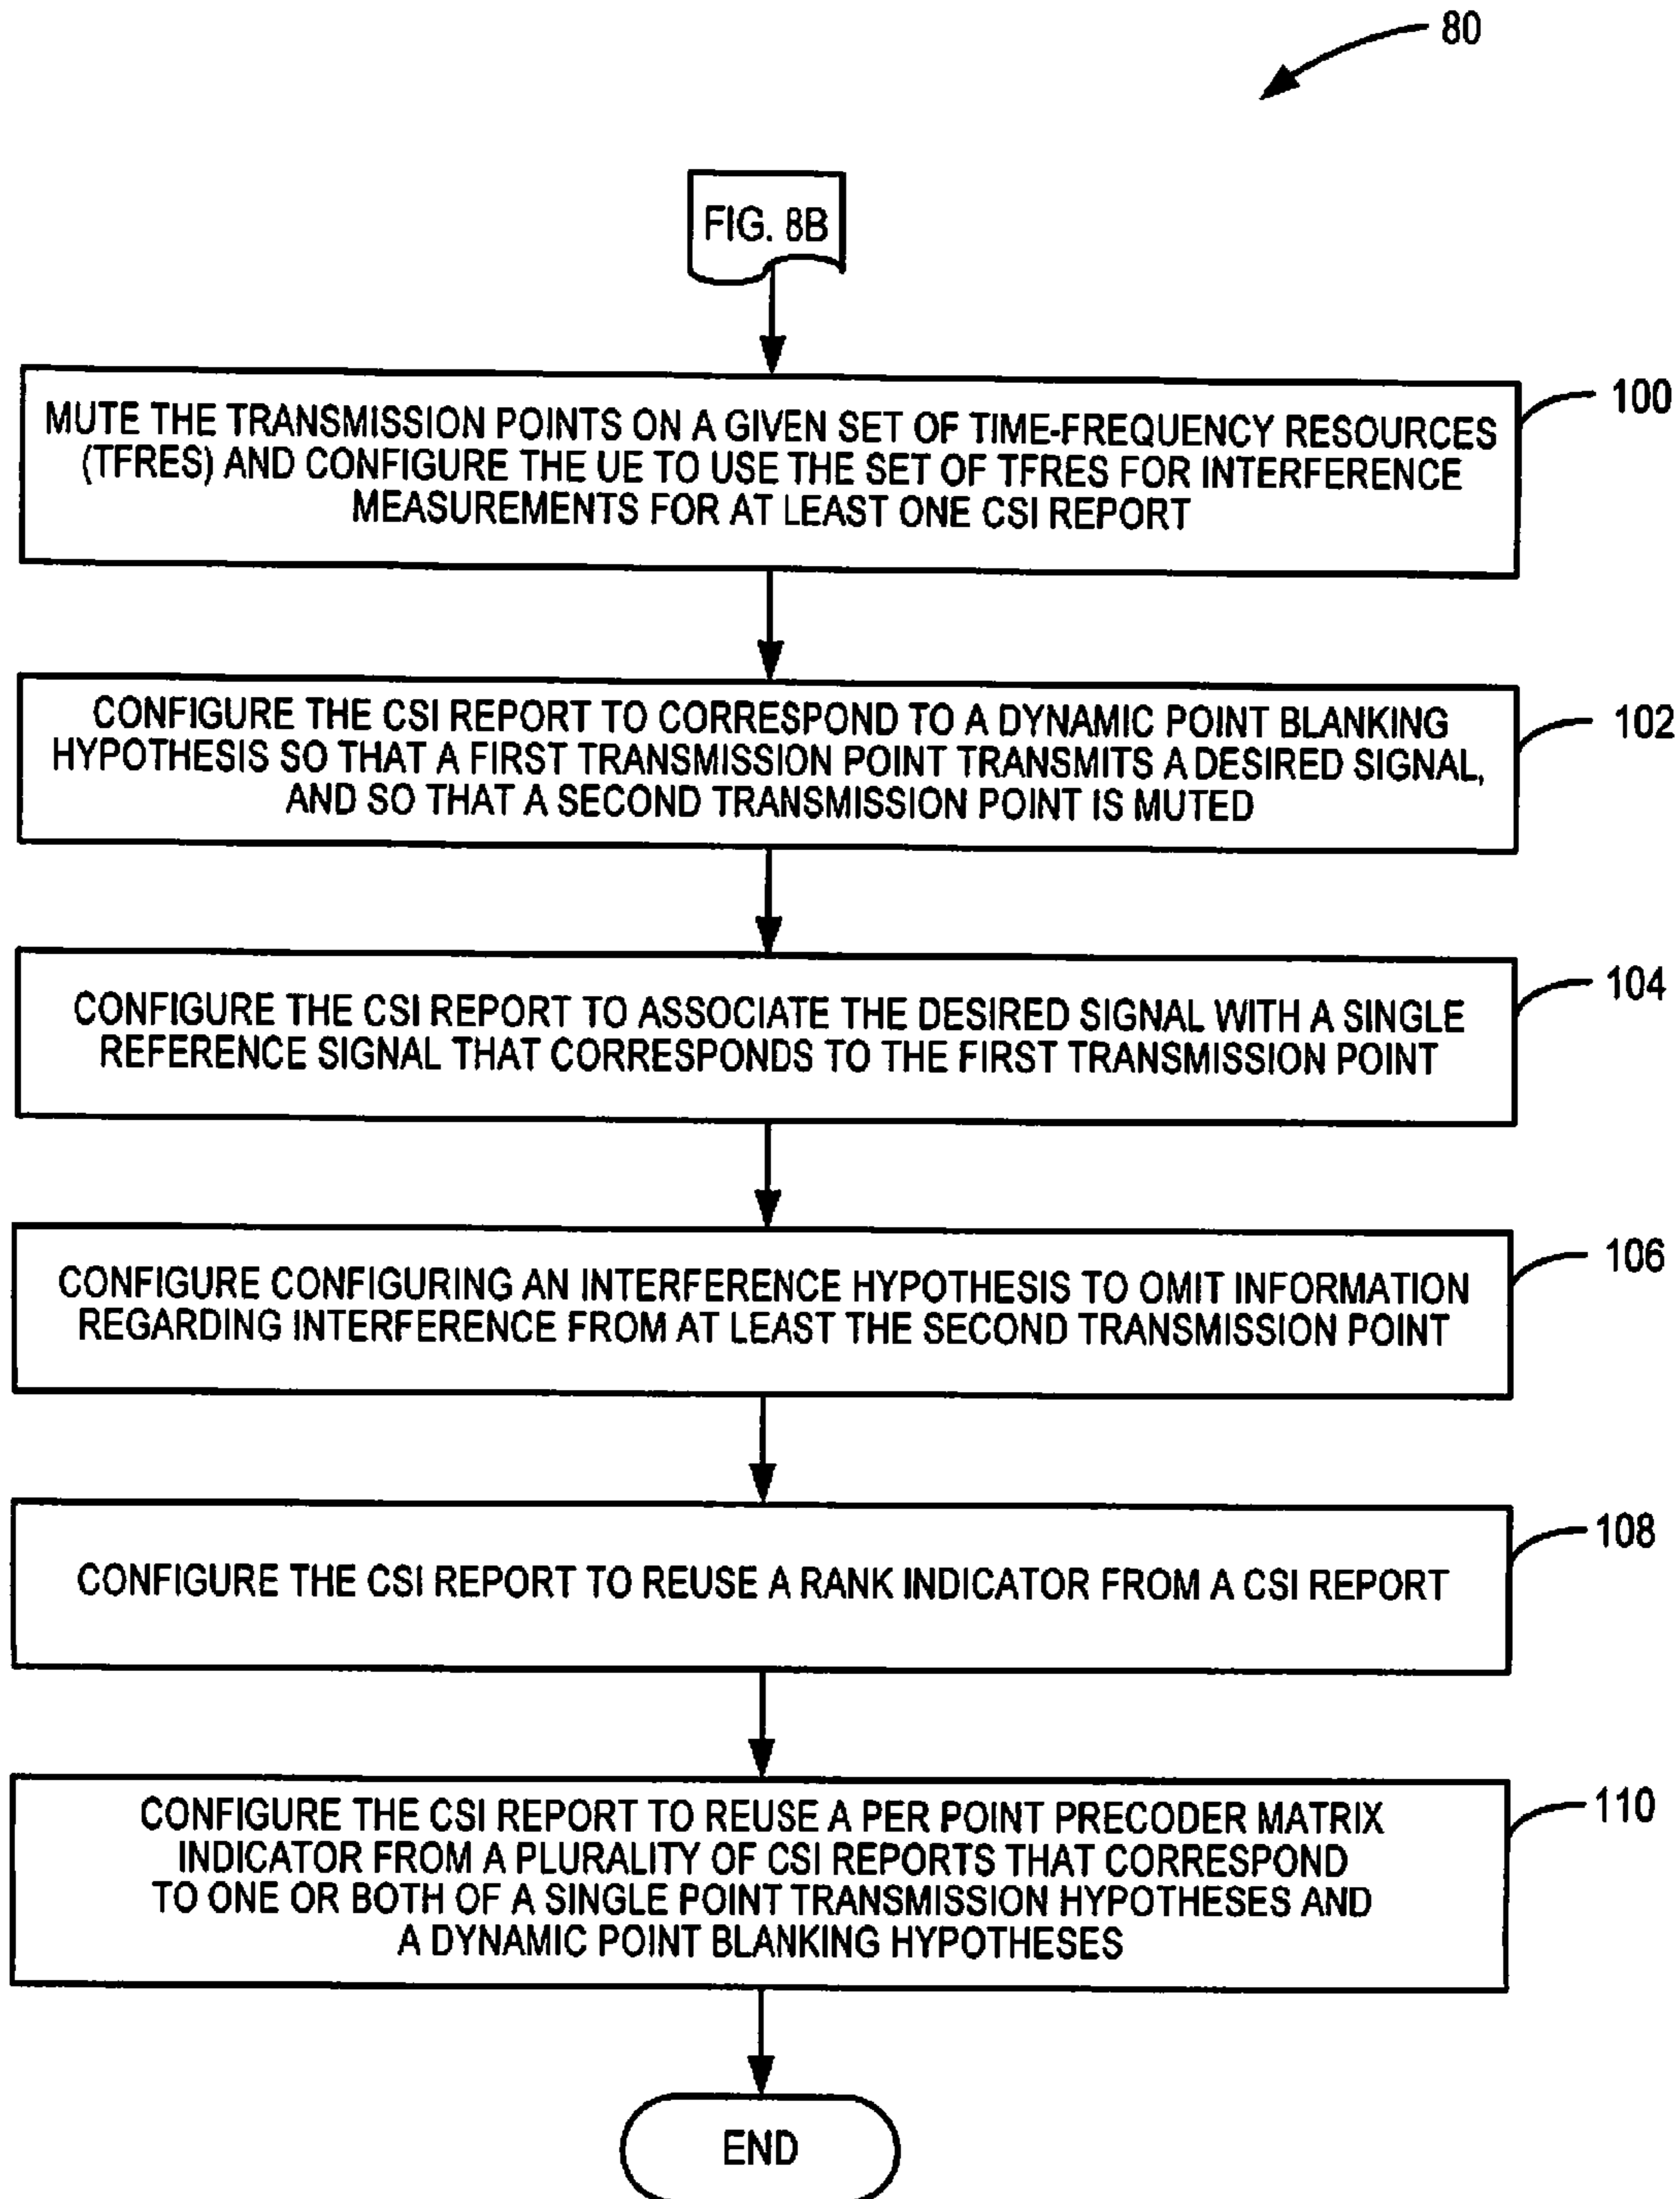 80
FIG. 8B
MUTE THE TRANSMISSION POINTS ON A GIVEN SET OF TIME-FREQUENCY RESOURCES
(TFRES) AND CONFIGURE THE UE TO USE THE SET OF TFRES FOR INTERFERENCE
MEASUREMENTS FOR AT LEAST ONE CSI REPORT
100
CONFIGURE THE CSI REPORT TO CORRESPOND TO A DYNAMIC POINT BLANKING
HYPOTHESIS SO THAT A FIRST TRANSMISSION POINT TRANSMITS A DESIRED SIGNAL,
AND SO THAT A SECOND TRANSMISSION POINT IS MUTED
102
CONFIGURE THE CSI REPORT TO ASSOCIATE THE DESIRED SIGNAL WITH A SINGLE
REFERENCE SIGNAL THAT CORRESPONDS TO THE FIRST TRANSMISSION POINT
104
CONFIGURE CONFIGURING AN INTERFERENCE HYPOTHESIS TO OMIT INFORMATION
REGARDING INTERFERENCE FROM AT LEAST THE SECOND TRANSMISSION POINT
106
CONFIGURE THE CSI REPORT TO REUSE A RANK INDICATOR FROM A CSI REPORT
108
CONFIGURE THE CSI REPORT TO REUSE A PER POINT PRECODER MATRIX
INDICATOR FROM A PLURALITY OF CSI REPORTS THAT CORRESPOND
TO ONE OR BOTH OF A SINGLE POINT TRANSMISSION HYPOTHESES AND
A DYNAMIC POINT BLANKING HYPOTHESES
110
END